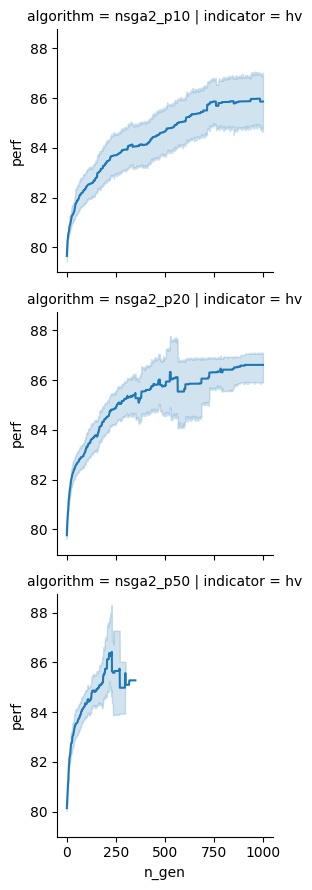 algorithm = nsga2_p10 | indicator = hv
88
86
84
82
80
perf
algorithm = nsga2_p20 | indicator = hv
88
86
84
82
80
perf
algorithm = nsga2_p50 | indicator = hv
88
86
84
82
80
perf
0 250 500 750 1000
n_gen